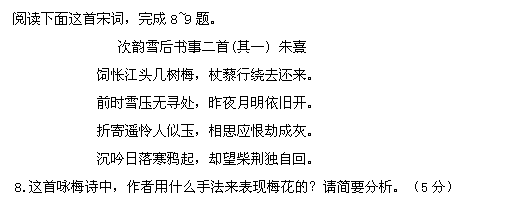 阅读下面这首宋词，完成8~9题。
次韵雪后书事二首(其一) 朱熹
词怅江头几树梅，杖藜行绕去还来。
前时雪压无寻处，昨夜月明依旧开。
折寄遥怜人似玉，相思应恨劫成灰。
沉吟日落寒鸦起，却望柴荆独自回。
8.这首咏梅诗中，作者用什么手法来表现梅花的？请简要分析。（5分）